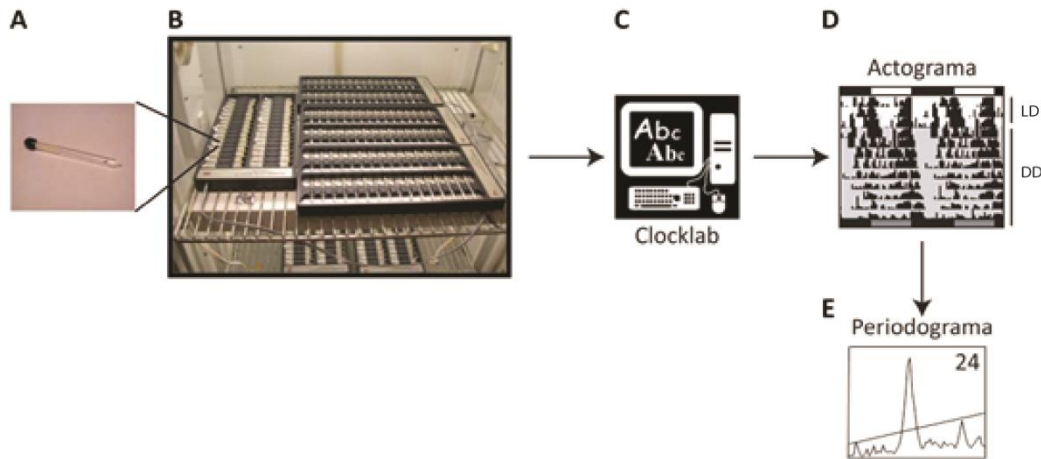 A
B
C
D
Actograma
LD
DD
Abc
Abc
Clocklab
E
Periodograma
24